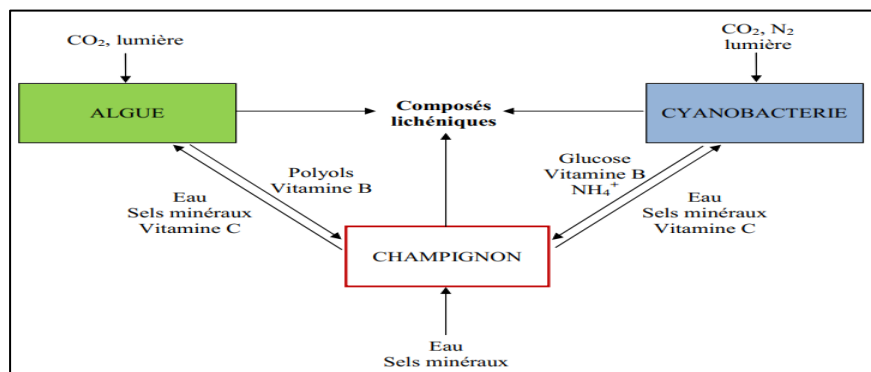 CO₂, lumière
CO₂, N₂
lumière
ALGUE
Composés
lichéniques
CYANOBACTERIE
Polyols
Vitamine B
Eau
Sels minéraux
Vitamine C
Glucose
Vitamine B
NH₄⁺
Eau
Sels minéraux
Vitamine C
CHAMPIGNON
Eau
Sels minéraux